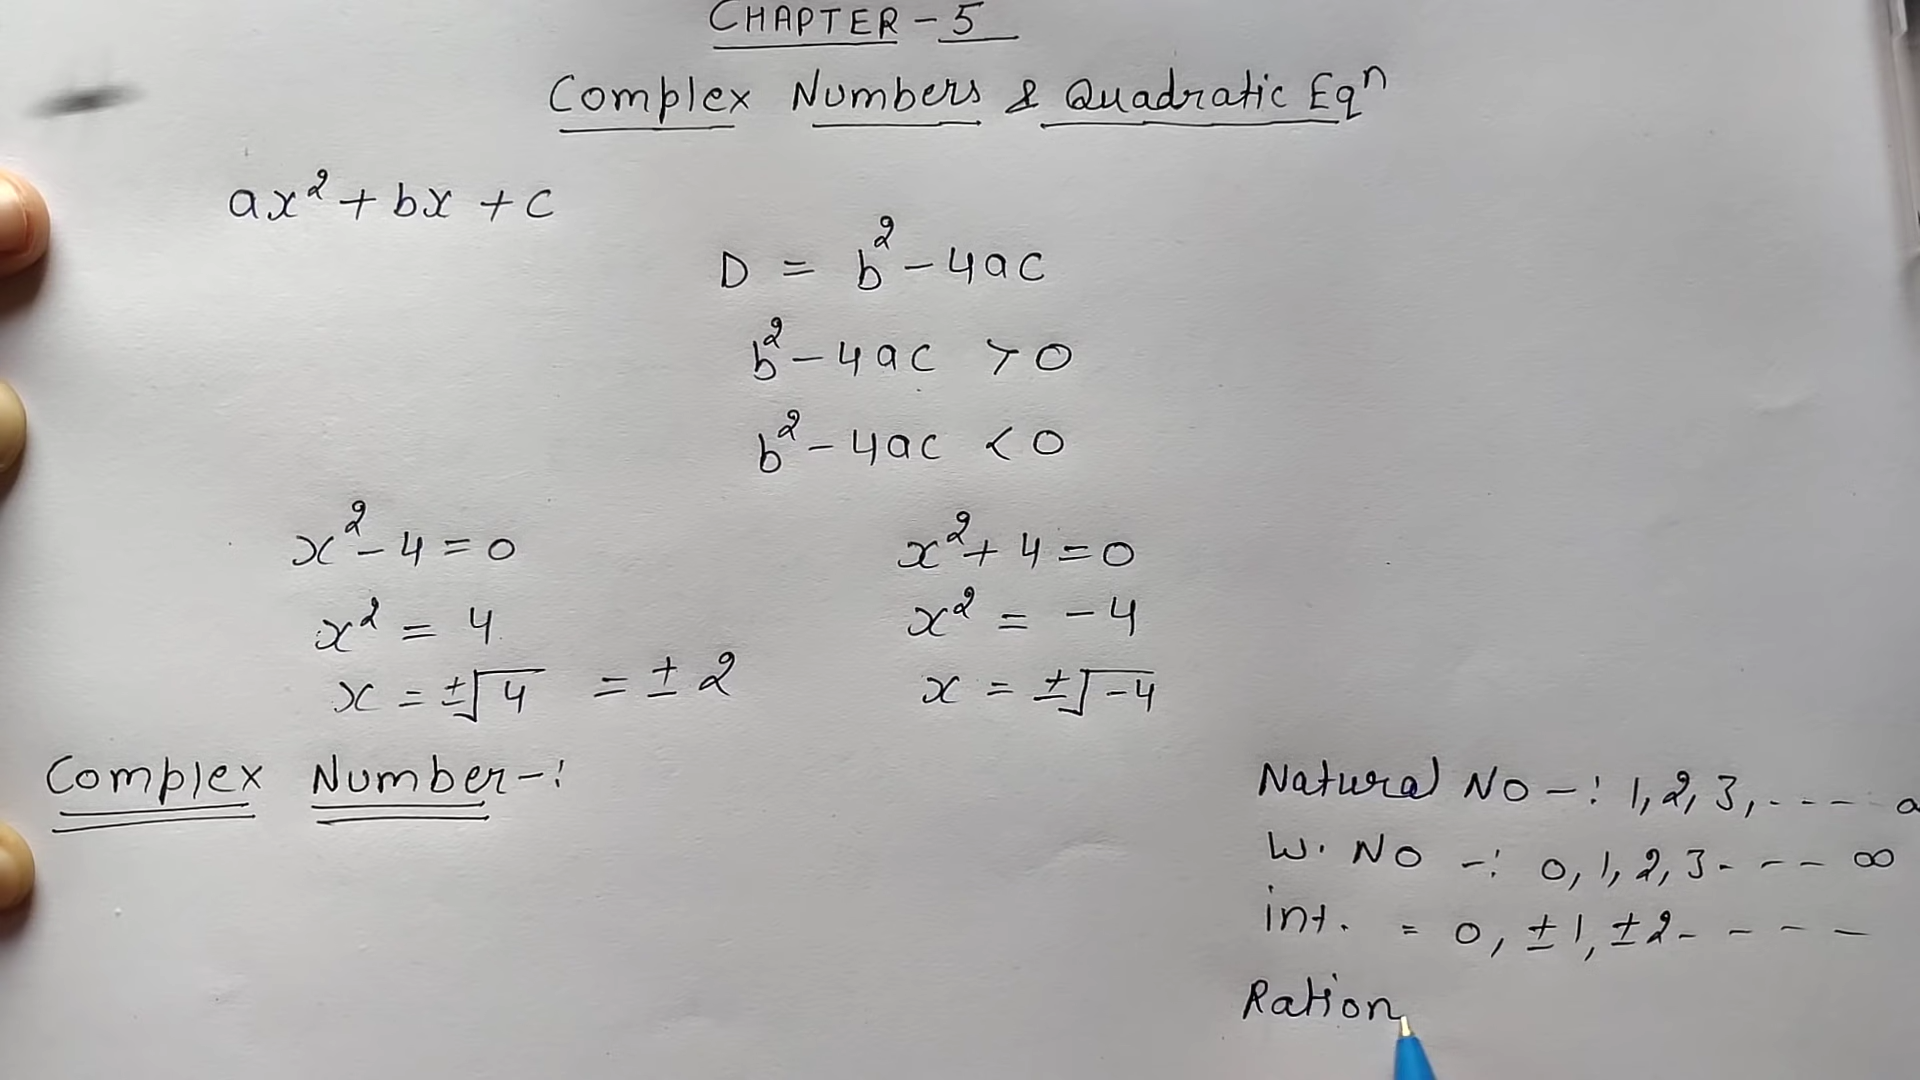 CHAPTER - 5
Complex Numbers & Quadratic Eqⁿ
ax² + bx + c
D = b² - 4ac
b² - 4ac > 0
b² - 4ac < 0
x² - 4 = 0
x² = 4
x = ±√4 = ± 2
x² + 4 = 0
x² = -4
x = ±√-4
Complex Number -:
Natural NO -: 1, 2, 3, ----
W. NO -: 0, 1, 2, 3 - - - - ∞
int. = 0, ±1, ±2 - - - - -
Ration